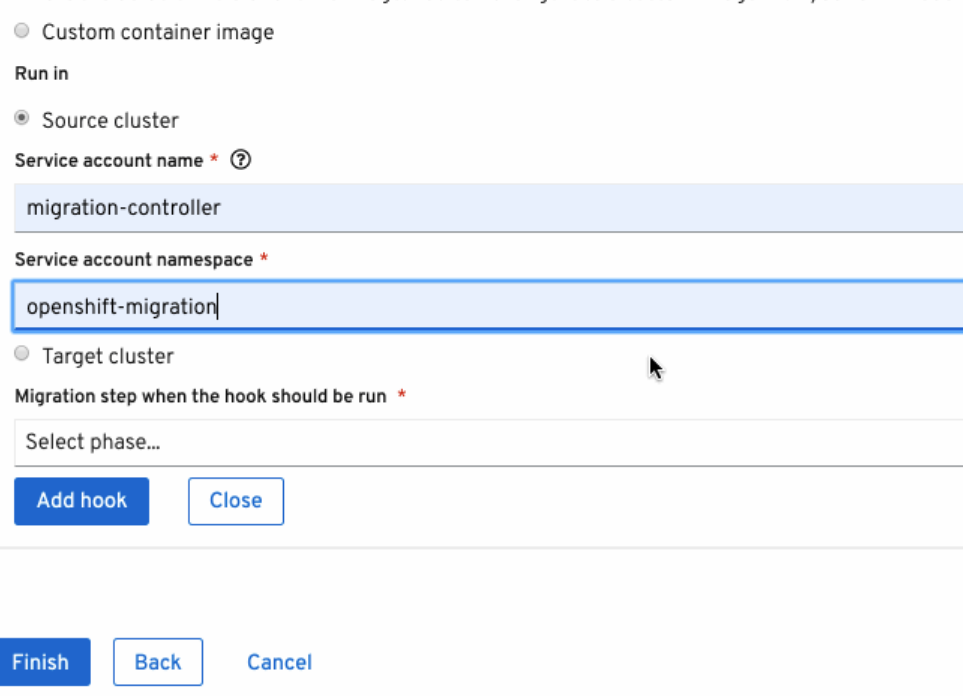 Custom container image
Run in
Source cluster
Service account name *
migration-controller
Service account namespace *
openshift-migration
Target cluster
Migration step when the hook should be run *
Select phase...
Add hook Close
Finish Back Cancel